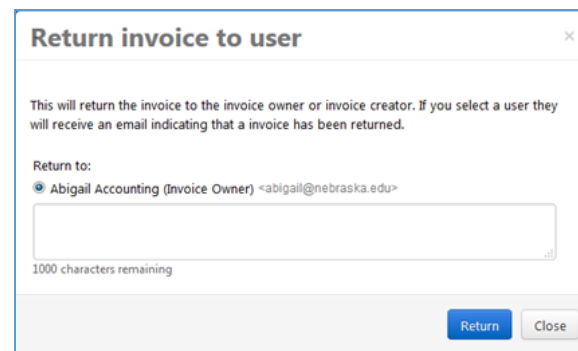 Return invoice to user
×
This will return the invoice to the invoice owner or invoice creator. If you select a user they
will receive an email indicating that a invoice has been returned.
Return to:
Abigail Accounting (Invoice Owner) <abigail@nebraska.edu>
1000 characters remaining
Return Close